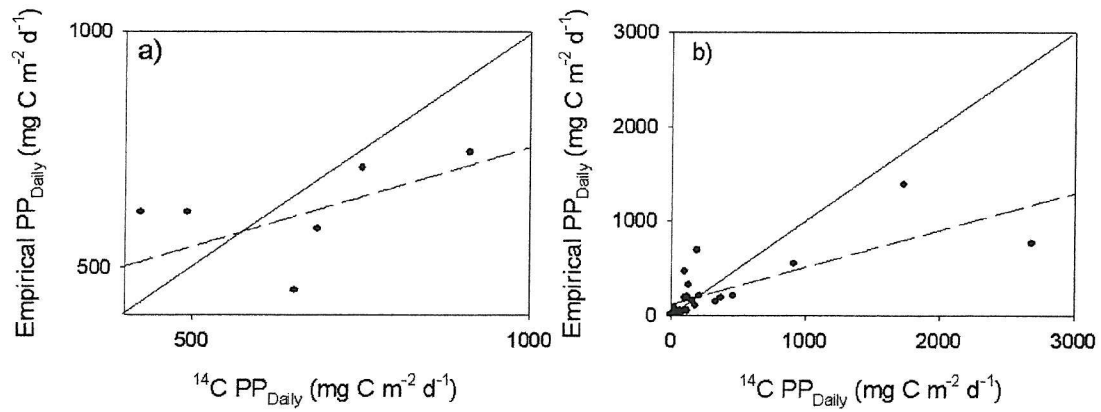 a)
1000
500
Empirical PP_Daily (mg C m⁻² d⁻¹)
500
1000
¹⁴C PP_Daily (mg C m⁻² d⁻¹)
b)
3000
2000
1000
0
Empirical PP_Daily (mg C m⁻² d⁻¹)
0
1000
2000
3000
¹⁴C PP_Daily (mg C m⁻² d⁻¹)